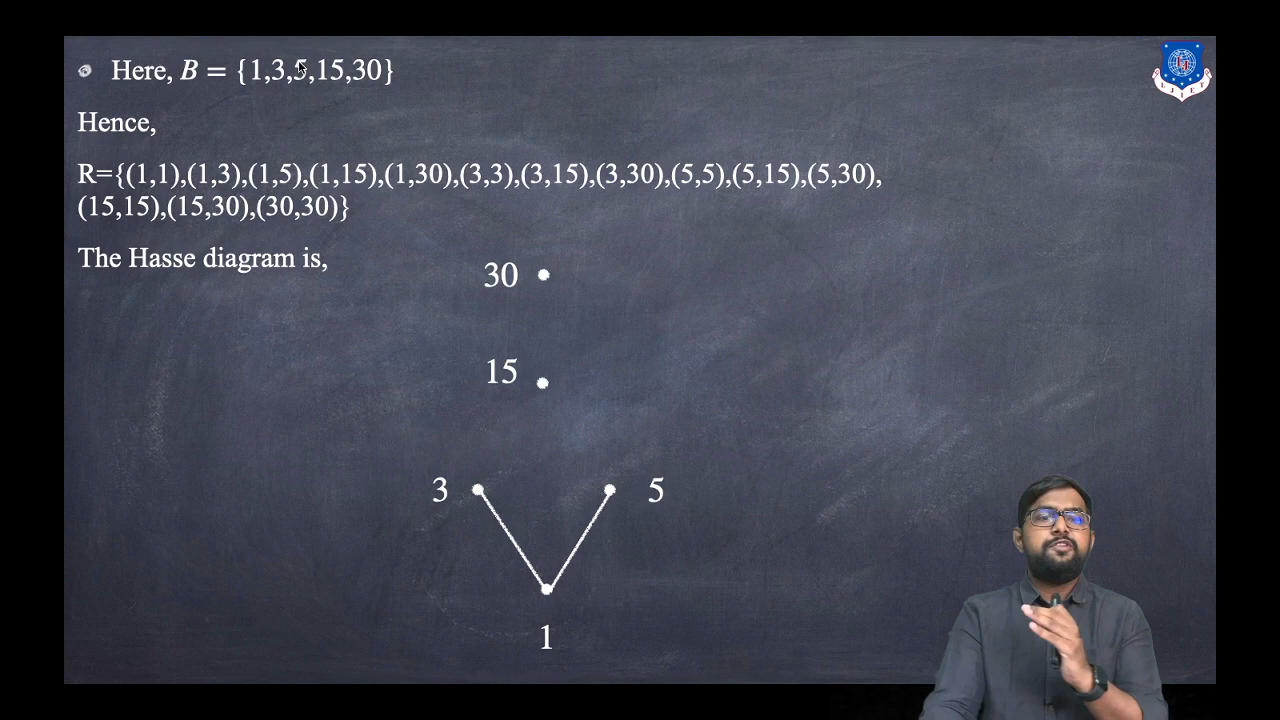 Here, B = {1,3,5,15,30}
Hence,
R={(1,1),(1,3),(1,5),(1,15),(1,30),(3,3),(3,15),(3,30),(5,5),(5,15),(5,30),
(15,15),(15,30),(30,30)}
The Hasse diagram is,
30
15
3 5
1